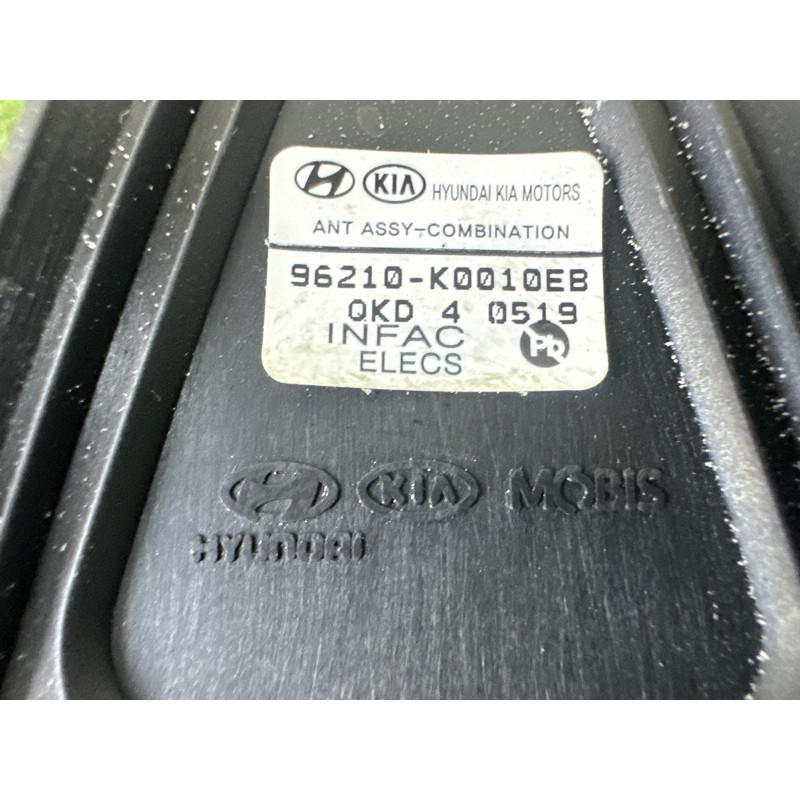 KIA HYUNDAI KIA MOTORS
ANT ASSY-COMBINATION
96210-K0010EB
QKD 4 0519
INFAC
ELECS
Pb
KIA MOBIS
HYUNDAI